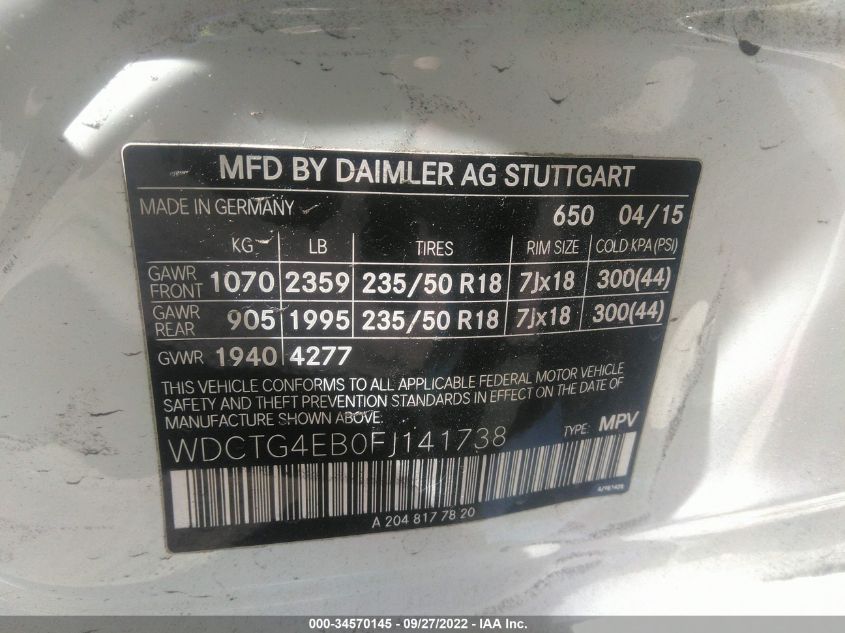 MFD BY DAIMLER AG STUTTGART
MADE IN GERMANY 650 04/15
KG LB TIRES RIM SIZE COLD KPA (PSI)
GAWR FRONT 1070 2359 235/50 R18 7Jx18 300(44)
GAWR REAR 905 1995 235/50 R18 7Jx18 300(44)
GVWR 1940 4277
THIS VEHICLE CONFORMS TO ALL APPLICABLE FEDERAL MOTOR VEHICLE
SAFETY AND THEFT PREVENTION STANDARDS IN EFFECT ON THE DATE OF
MANUFACTURE SHOWN ABOVE.
WDCTG4EB0FJ141738 TYPE: MPV
A 204 817 78 20
000-34570145 - 09/27/2022 - IAA Inc.